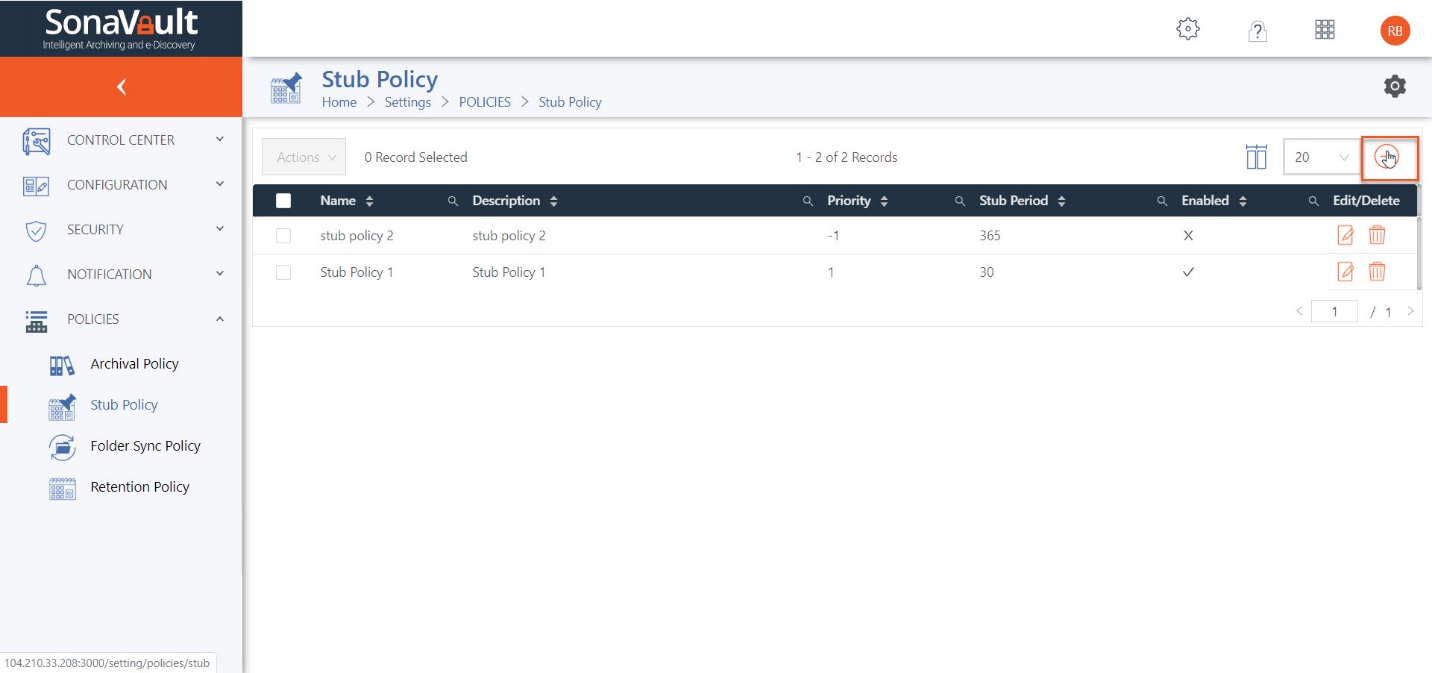 SonaVault
Intelligent Archiving and e-Discovery
?
RB
Stub Policy
Home > Settings > POLICIES > Stub Policy
CONTROL CENTER
CONFIGURATION
SECURITY
NOTIFICATION
POLICIES
Archival Policy
Stub Policy
Folder Sync Policy
Retention Policy
Actions 0 Record Selected 1 - 2 of 2 Records 20
Name Description Priority Stub Period Enabled Edit/Delete
stub policy 2 stub policy 2 -1 365 X
Stub Policy 1 Stub Policy 1 1 30 ✓
< 1 / 1 >
104.210.33.208:3000/setting/policies/stub